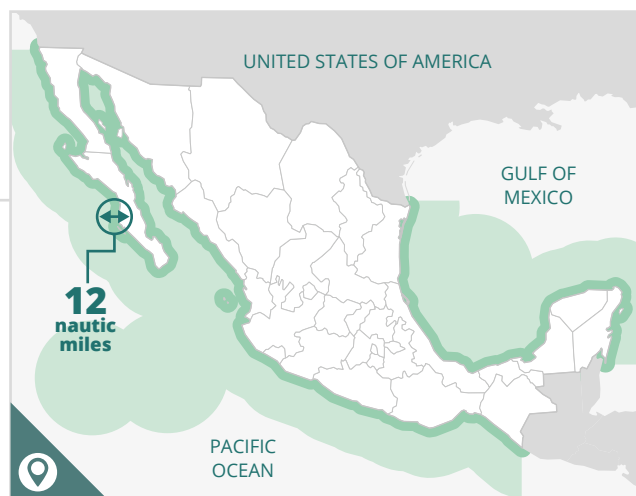 UNITED STATES OF AMERICA
GULF OF
MEXICO
12
nautic
miles
PACIFIC
OCEAN